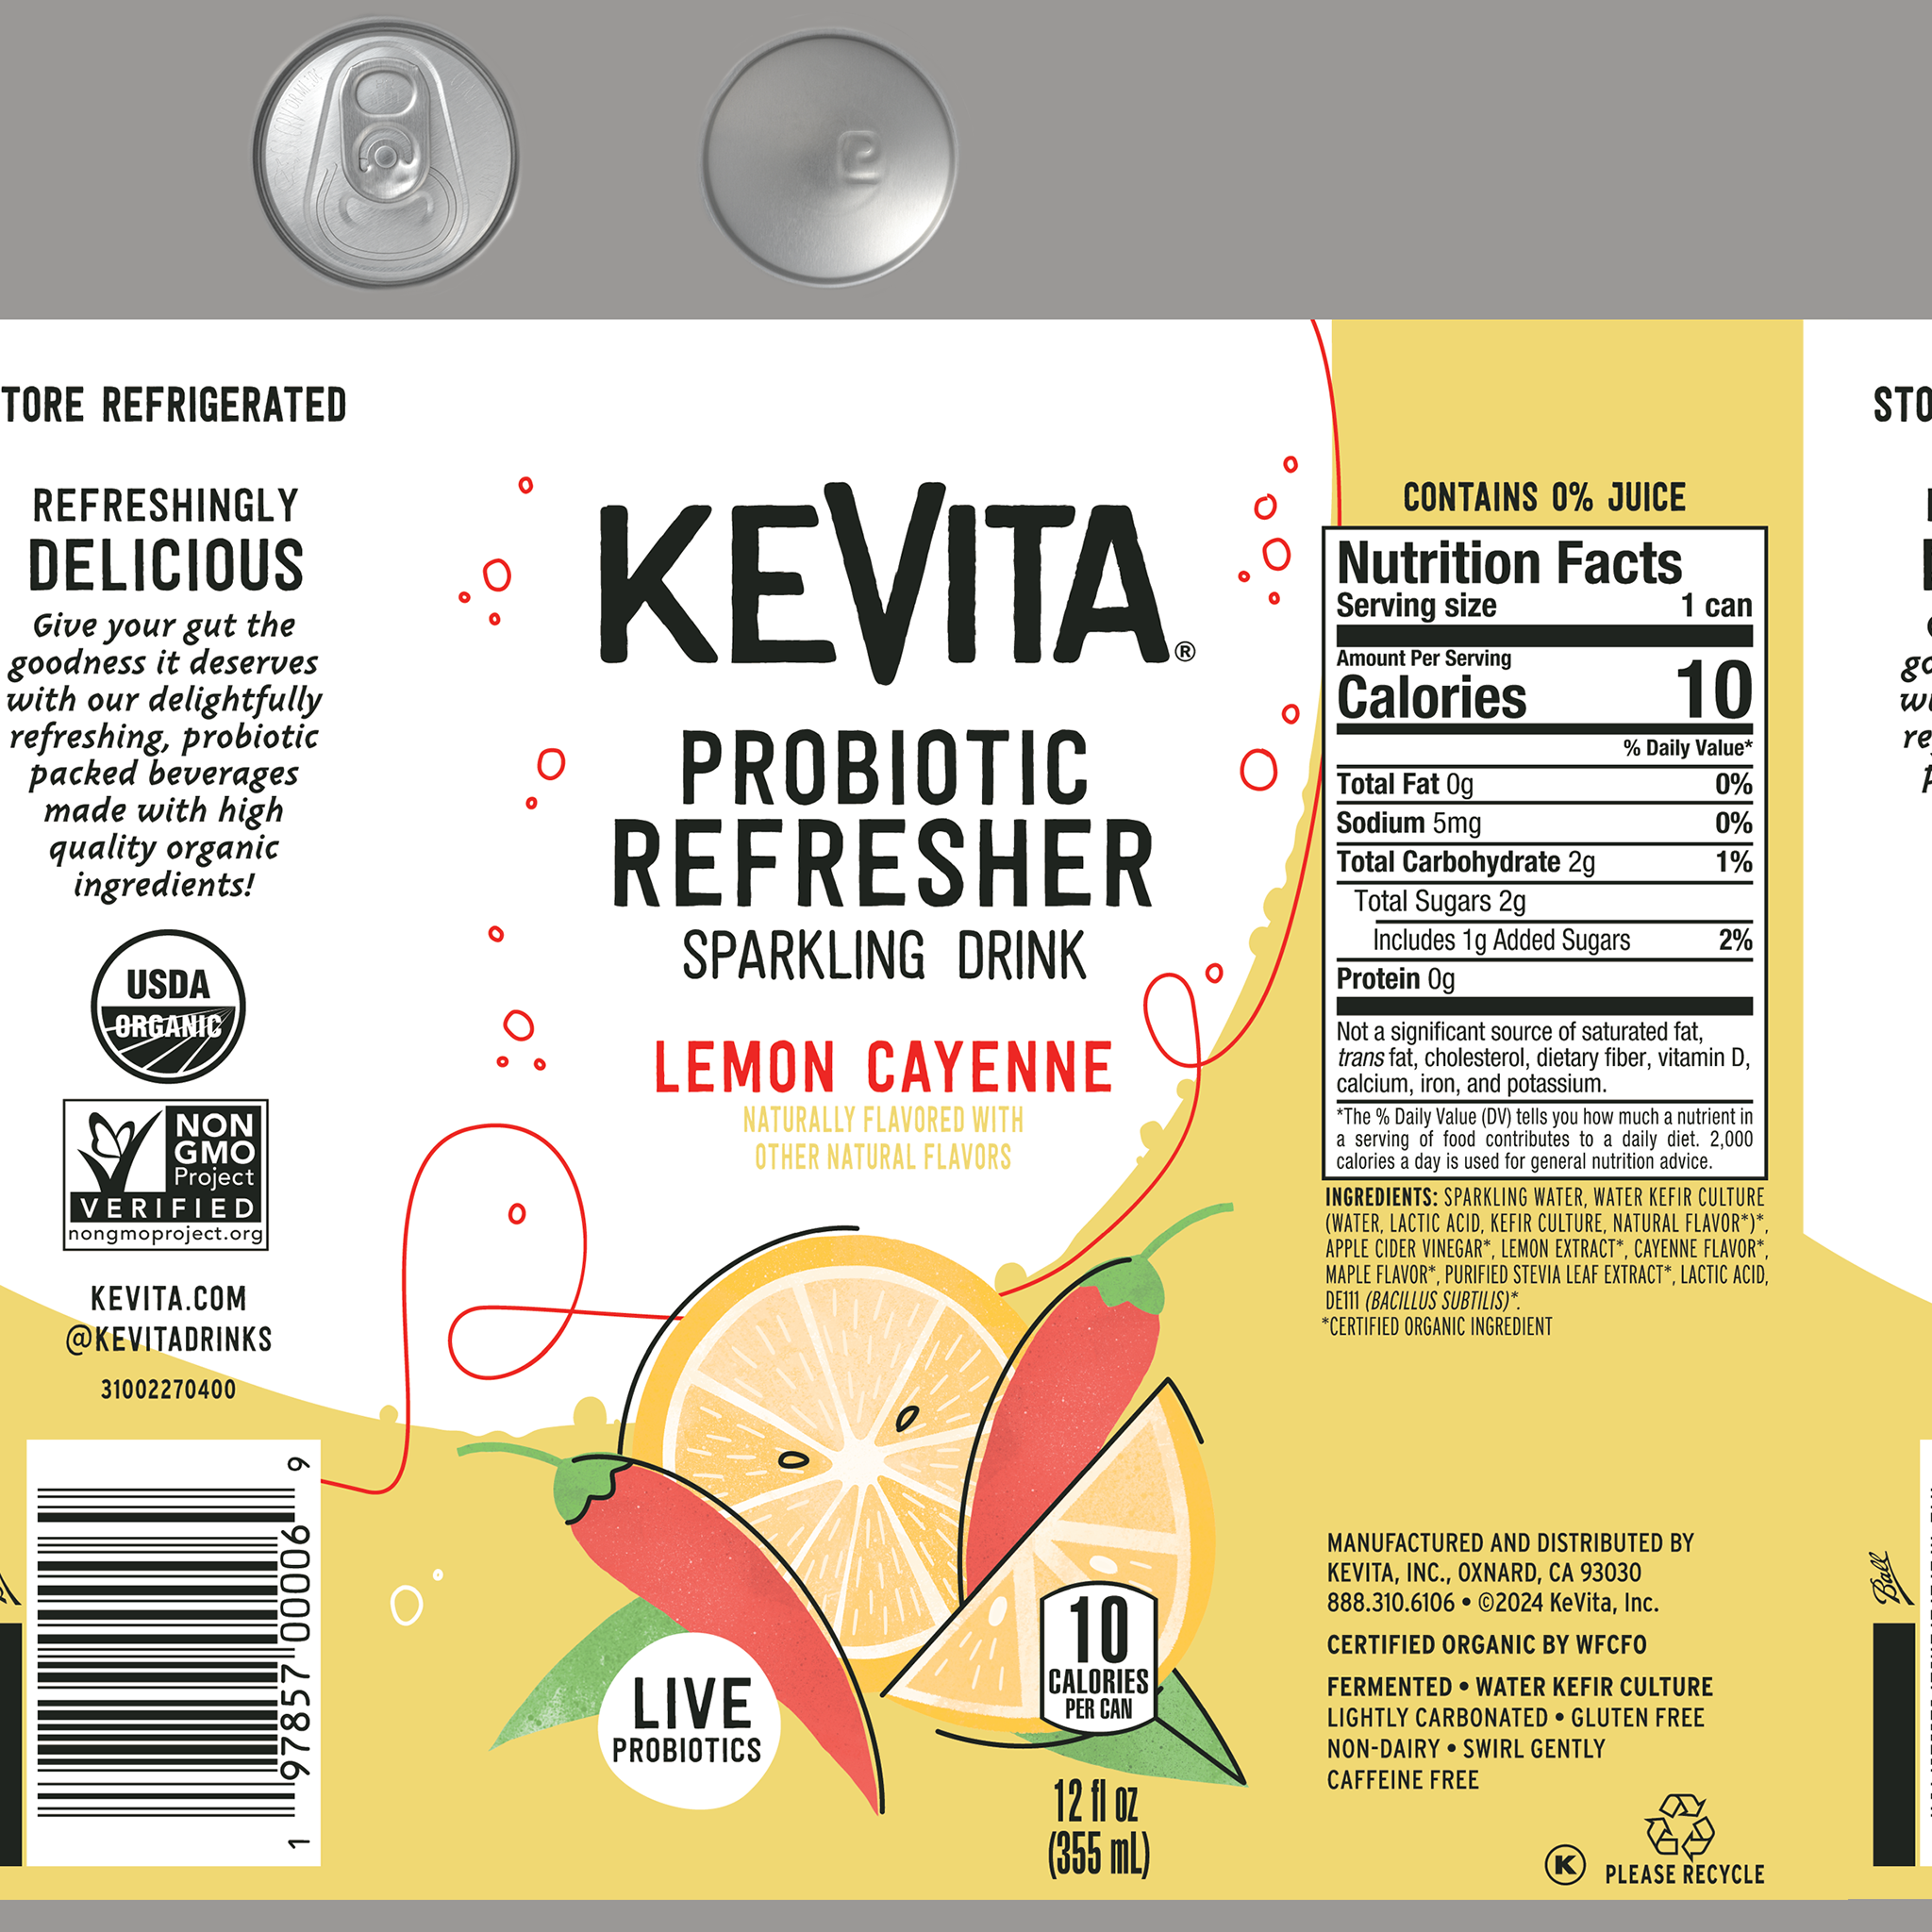 TORE REFRIGERATED
REFRESHINGLY
DELICIOUS
Give your gut the
goodness it deserves
with our delightfully
refreshing, probiotic
packed beverages
made with high
quality organic
ingredients!
USDA
ORGANIC
NON
GMO
Project
VERIFIED
nongmoproject.org
KEVITA.COM
@KEVITADRINKS
31002270400
1 97857 00006 9
KEVITA®
PROBIOTIC
REFRESHER
SPARKLING DRINK
LEMON CAYENNE
NATURALLY FLAVORED WITH
OTHER NATURAL FLAVORS
LIVE
PROBIOTICS
10
CALORIES
PER CAN
12 fl oz
(355 mL)
CONTAINS 0% JUICE
Nutrition Facts
Serving size 1 can
Amount Per Serving
Calories 10
% Daily Value*
Total Fat 0g 0%
Sodium 5mg 0%
Total Carbohydrate 2g 1%
Total Sugars 2g
Includes 1g Added Sugars 2%
Protein 0g
Not a significant source of saturated fat,
trans fat, cholesterol, dietary fiber, vitamin D,
calcium, iron, and potassium.
*The % Daily Value (DV) tells you how much a nutrient in
a serving of food contributes to a daily diet. 2,000
calories a day is used for general nutrition advice.
INGREDIENTS: SPARKLING WATER, WATER KEFIR CULTURE
(WATER, LACTIC ACID, KEFIR CULTURE, NATURAL FLAVOR*)*,
APPLE CIDER VINEGAR*, LEMON EXTRACT*, CAYENNE FLAVOR*,
MAPLE FLAVOR*, PURIFIED STEVIA LEAF EXTRACT*, LACTIC ACID,
DE111 (BACILLUS SUBTILIS)*.
*CERTIFIED ORGANIC INGREDIENT
MANUFACTURED AND DISTRIBUTED BY
KEVITA, INC., OXNARD, CA 93030
888.310.6106 • ©2024 KeVita, Inc.
CERTIFIED ORGANIC BY WFCFO
FERMENTED • WATER KEFIR CULTURE
LIGHTLY CARBONATED • GLUTEN FREE
NON-DAIRY • SWIRL GENTLY
CAFFEINE FREE
K
PLEASE RECYCLE
STO
Ball